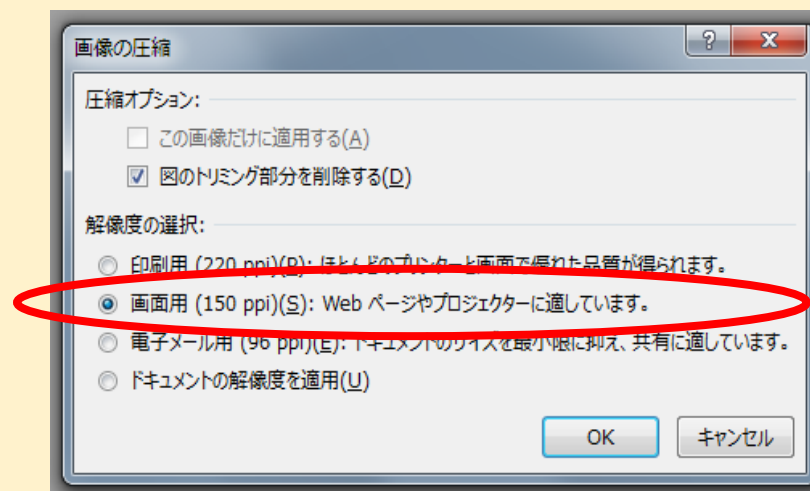 画像の圧縮
圧縮オプション:
この画像だけに適用する(A)
図のトリミング部分を削除する(D)
解像度の選択:
印刷用 (220 ppi)(P): ほとんどのプリンターと画面で優れた品質が得られます。
画面用 (150 ppi)(S): Web ページやプロジェクターに適しています。
電子メール用 (96 ppi)(E): ドキュメントのサイズを最小限に抑え、共有に適しています。
ドキュメントの解像度を適用(U)
OK
キャンセル